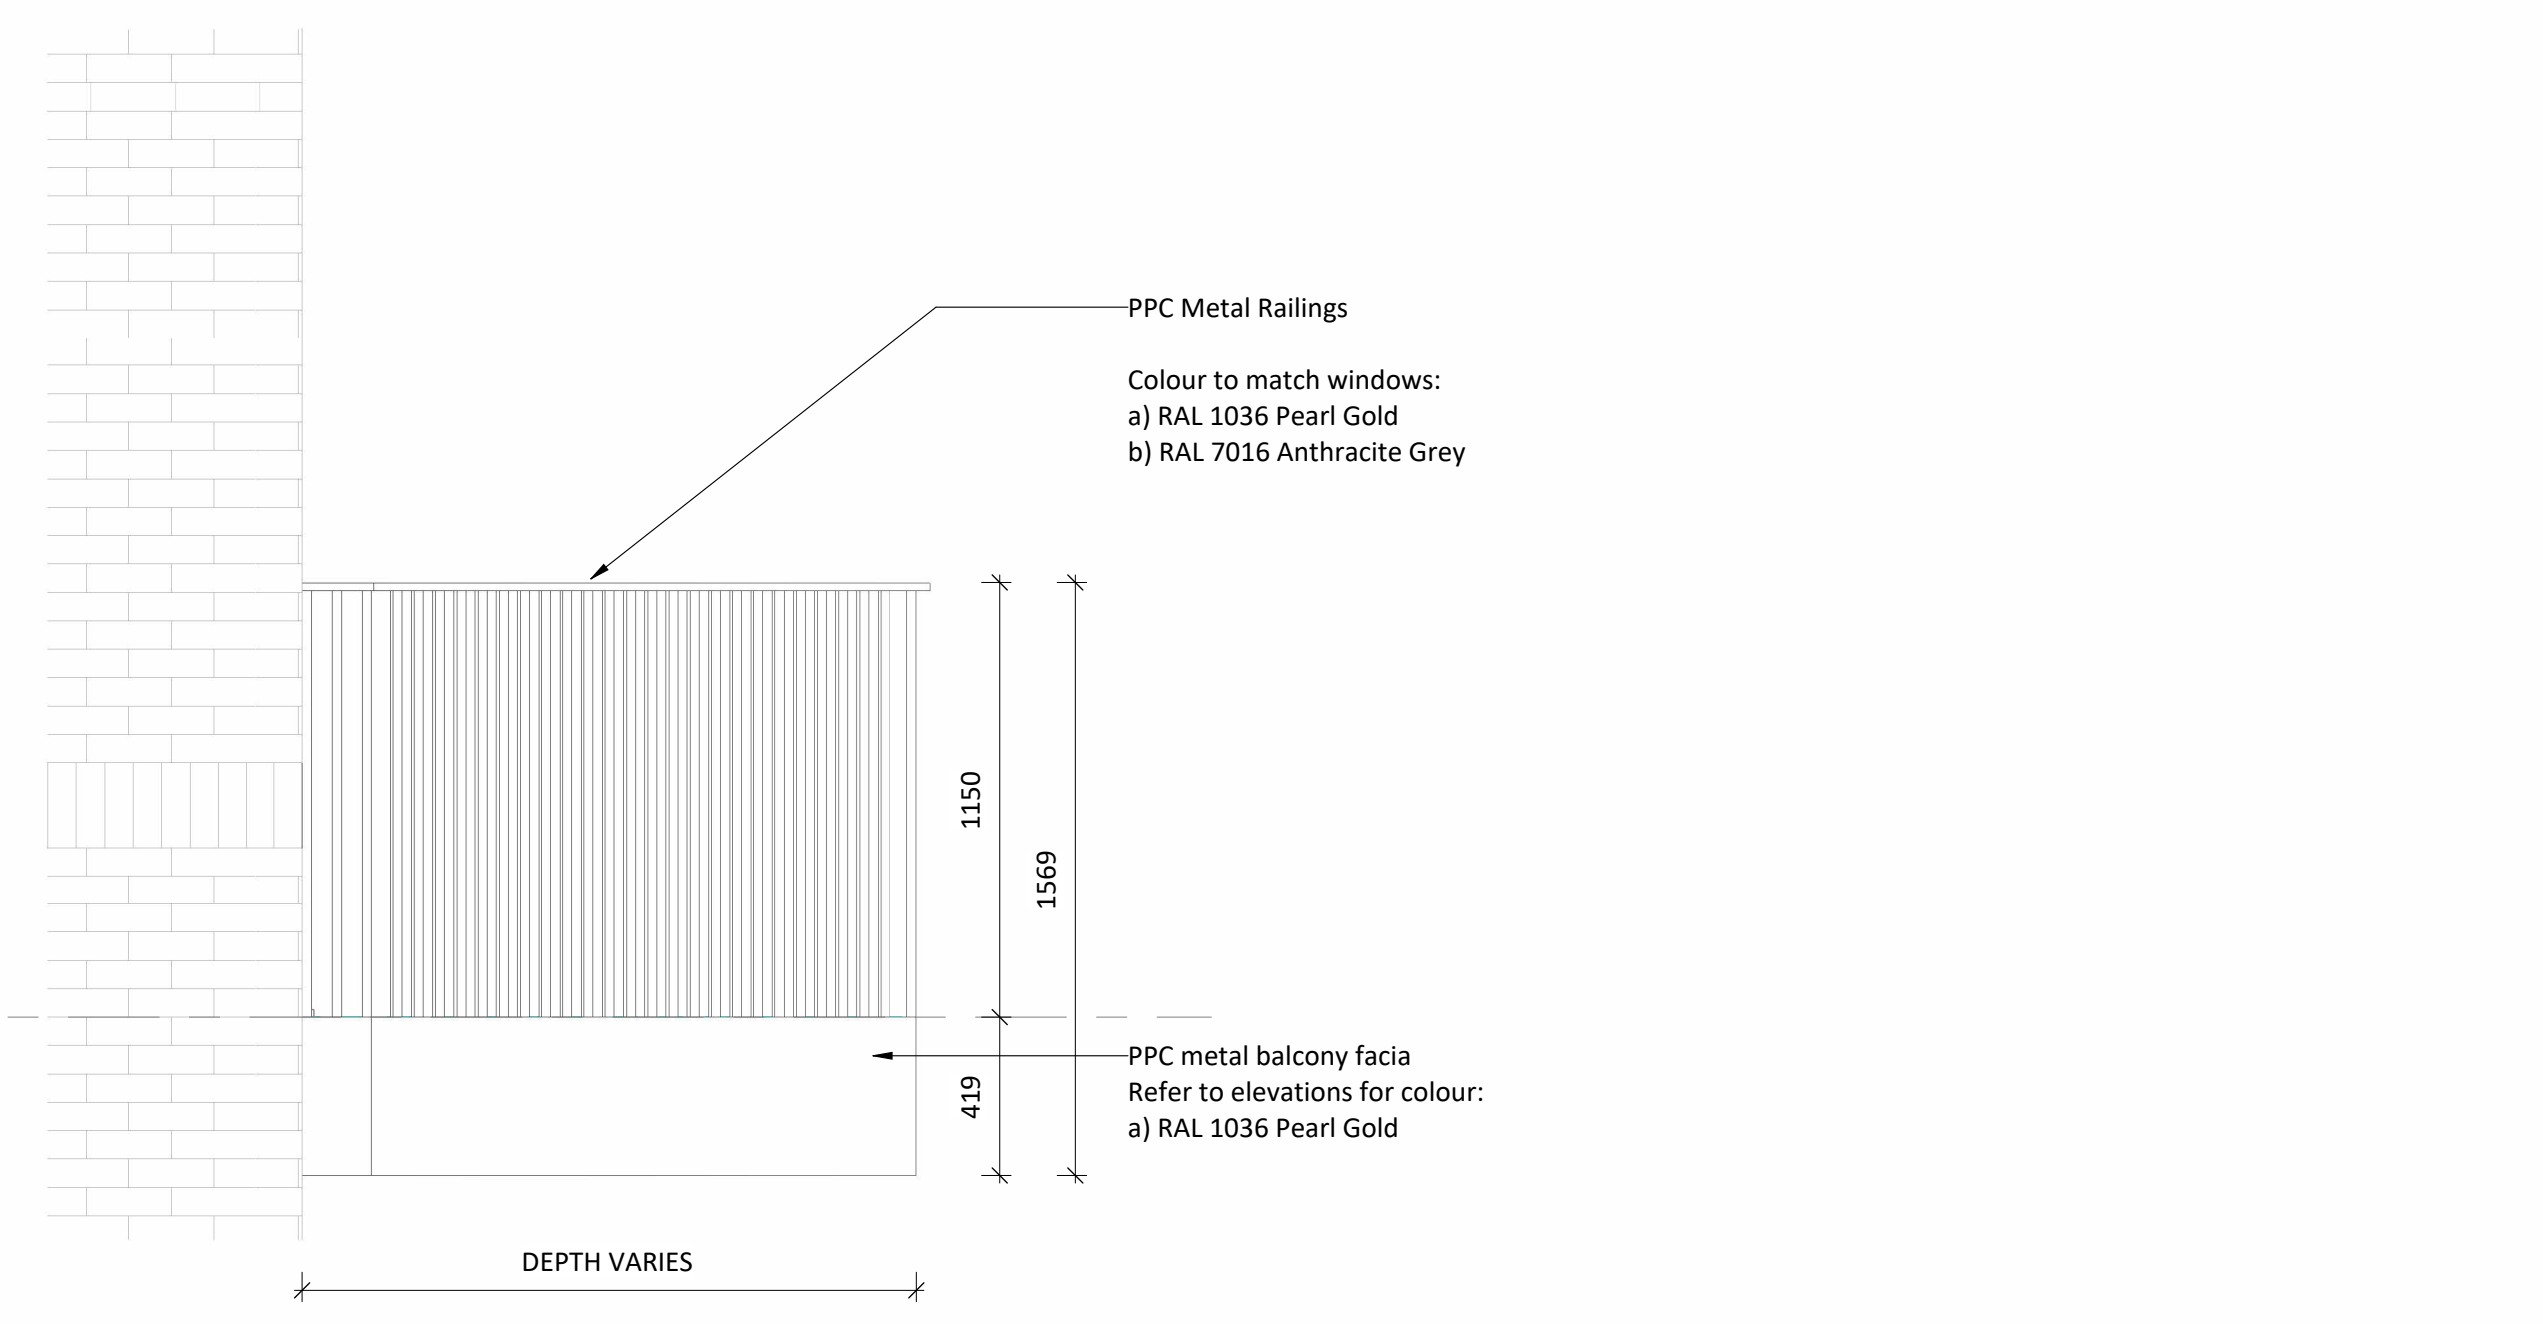 PPC Metal Railings
Colour to match windows:
a) RAL 1036 Pearl Gold
b) RAL 7016 Anthracite Grey
1150
1569
419
PPC metal balcony facia
Refer to elevations for colour:
a) RAL 1036 Pearl Gold
DEPTH VARIES